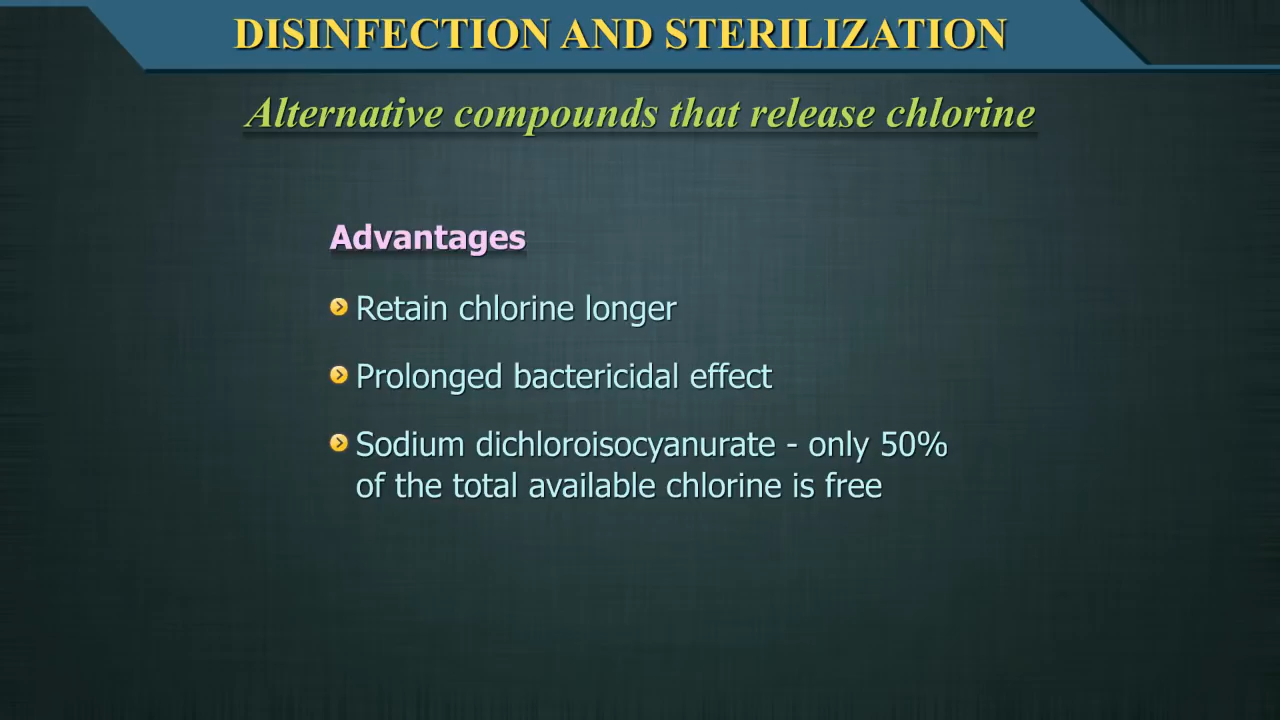 DISINFECTION AND STERILIZATION
Alternative compounds that release chlorine
Advantages
Retain chlorine longer
Prolonged bactericidal effect
Sodium dichloroisocyanurate - only 50%
of the total available chlorine is free